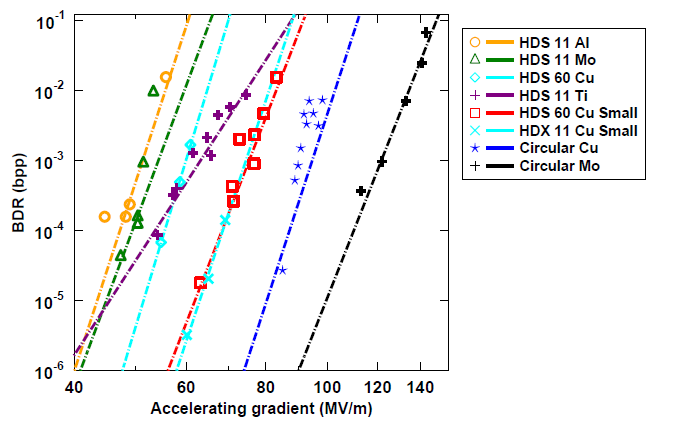 10^-1
10^-2
10^-3
10^-4
10^-5
10^-6
BDR (bpp)
40
60
80
100
120
140
Accelerating gradient (MV/m)
HDS 11 Al
HDS 11 Mo
HDS 60 Cu
HDS 11 Ti
HDS 60 Cu Small
HDX 11 Cu Small
Circular Cu
Circular Mo